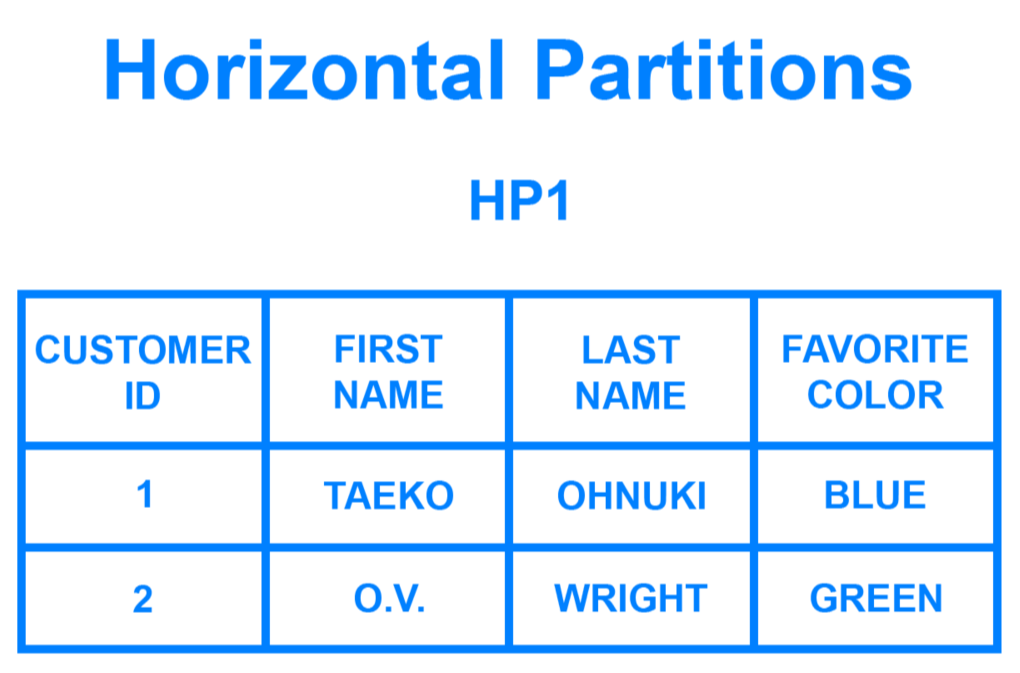 Horizontal Partitions
HP1
CUSTOMER ID FIRST NAME LAST NAME FAVORITE COLOR
1 TAEKO OHNUKI BLUE
2 O.V. WRIGHT GREEN